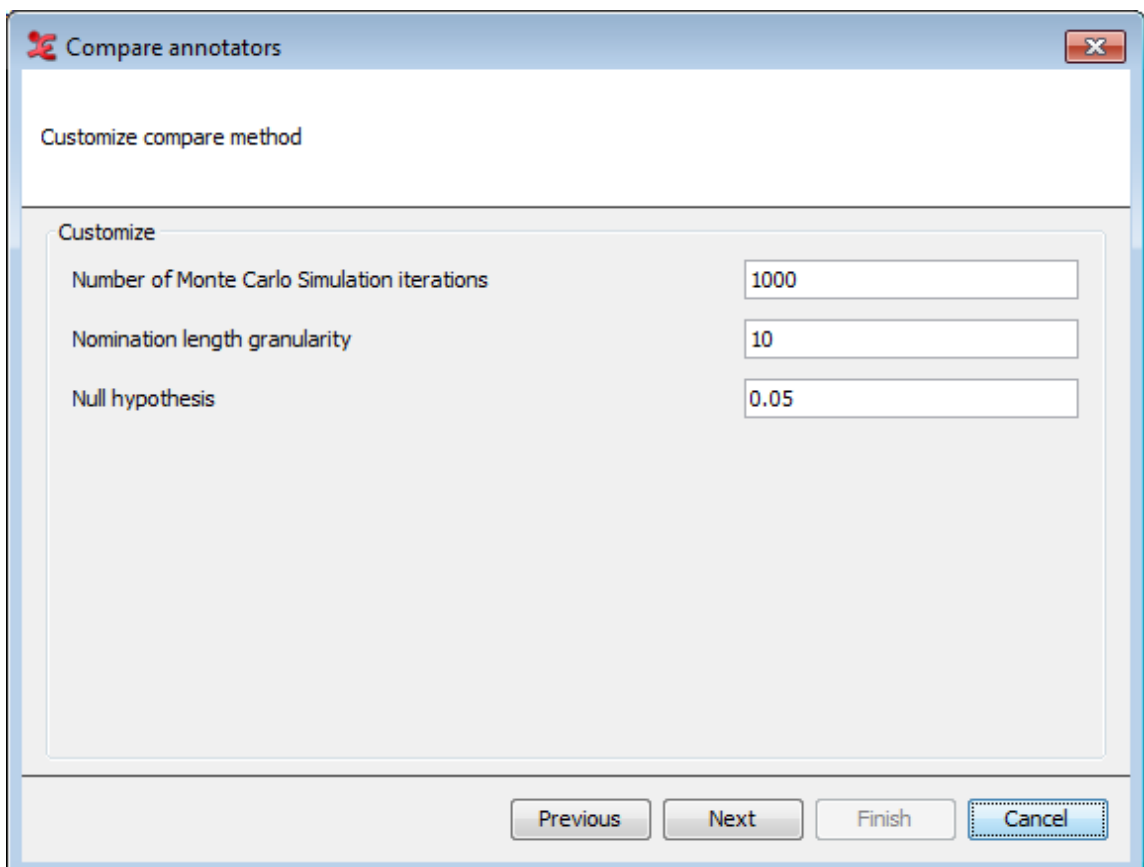 Compare annotators
Customize compare method
Customize
Number of Monte Carlo Simulation iterations 1000
Nomination length granularity 10
Null hypothesis 0.05
Previous Next Finish Cancel